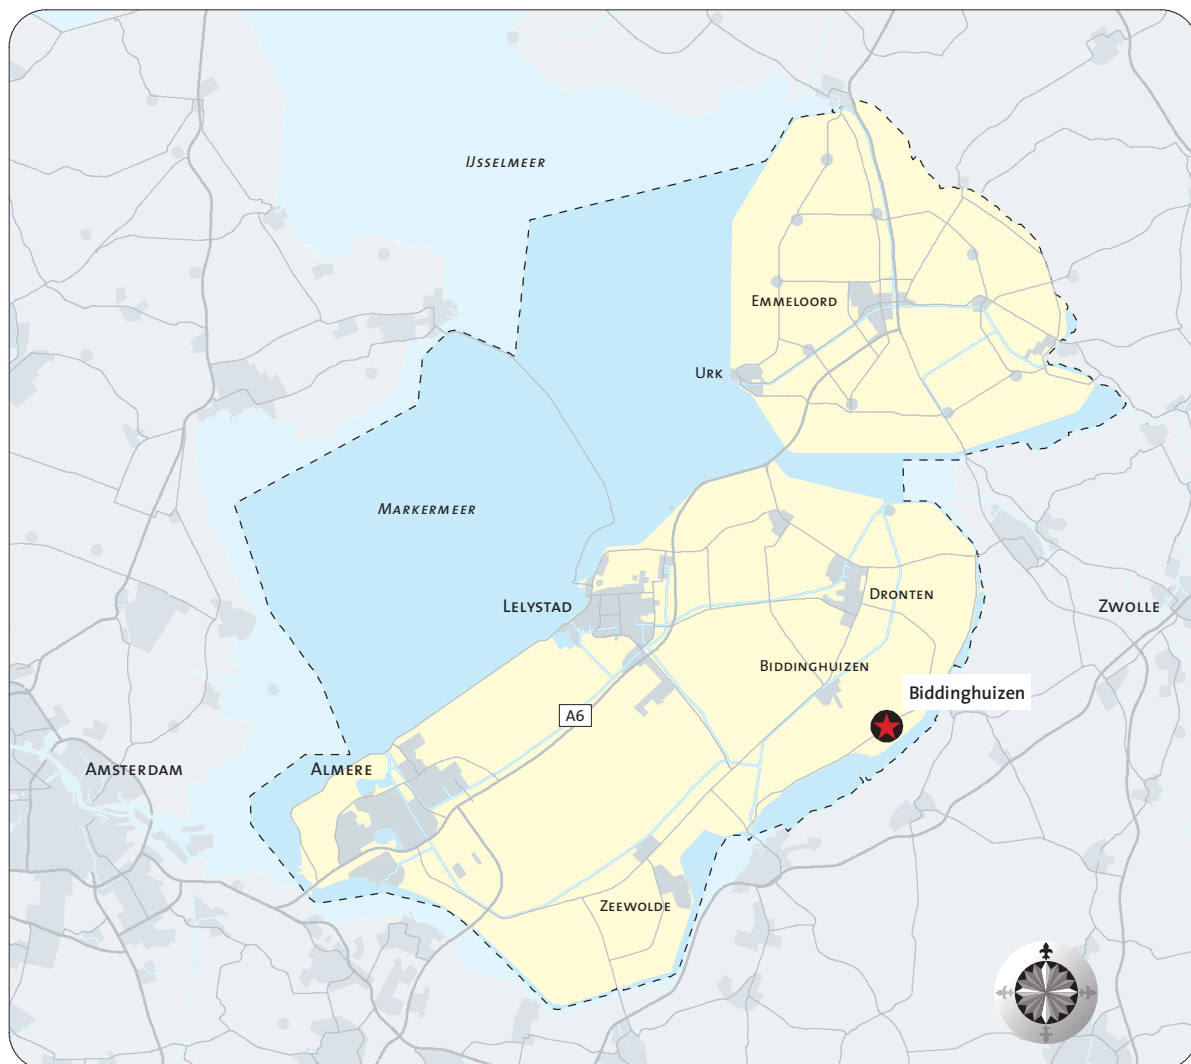 IJsselmeer
Emmeloord
Urk
Markermeer
Dronten
Lelystad
Zwolle
Biddinghuizen
Biddinghuizen
A6
Amsterdam
Almere
Zeewolde